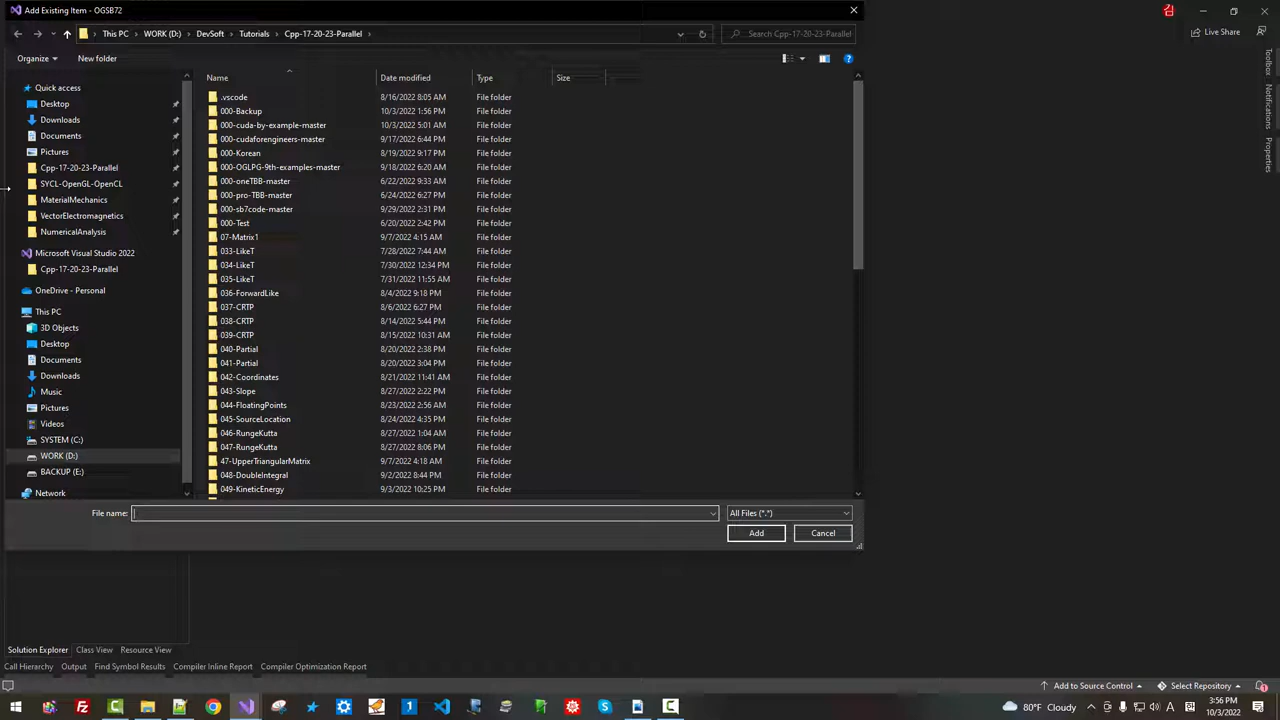 Add Existing Item - OGSB72
This PC
WORK (D:)
DevSoft
Tutorials
Cpp-17-20-23-Parallel
Search Cpp-17-20-23-Parallel
Live Share
Organize
New folder
Name
Date modified
Type
Size
Quick access
Desktop
Downloads
Documents
Pictures
Cpp-17-20-23-Parallel
SYCL-OpenGL-OpenCL
MaterialMechanics
VectorElectromagnetics
NumericalAnalysis
Microsoft Visual Studio 2022
Cpp-17-20-23-Parallel
OneDrive - Personal
This PC
3D Objects
Desktop
Documents
Downloads
Music
Pictures
Videos
SYSTEM (C:)
WORK (D:)
BACKUP (E:)
Network
.vscode 8/16/2022 8:05 AM File folder
000-Backup 10/3/2022 1:56 PM File folder
000-cuda-by-example-master 10/3/2022 5:01 AM File folder
000-cudaforengineers-master 9/17/2022 6:44 PM File folder
000-Korean 8/19/2022 9:17 PM File folder
000-OGLPG-9th-examples-master 9/18/2022 6:20 AM File folder
000-oneTBB-master 6/22/2022 9:33 AM File folder
000-pro-TBB-master 6/24/2022 6:27 PM File folder
000-sb7code-master 9/29/2022 2:31 PM File folder
000-Test 6/20/2022 2:42 PM File folder
07-Matrix1 9/7/2022 4:15 AM File folder
033-LikeT 7/28/2022 7:44 AM File folder
034-LikeT 7/30/2022 12:34 PM File folder
035-LikeT 7/31/2022 11:55 AM File folder
036-ForwardLike 8/4/2022 9:18 PM File folder
037-CRTP 8/6/2022 6:27 PM File folder
038-CRTP 8/14/2022 5:44 PM File folder
039-CRTP 8/15/2022 10:31 AM File folder
040-Partial 8/20/2022 2:38 PM File folder
041-Partial 8/20/2022 3:04 PM File folder
042-Coordinates 8/21/2022 11:41 AM File folder
043-Slope 8/27/2022 2:22 PM File folder
044-FloatingPoints 8/23/2022 2:56 AM File folder
045-SourceLocation 8/24/2022 4:35 PM File folder
046-RungeKutta 8/27/2022 1:04 AM File folder
047-RungeKutta 8/27/2022 8:06 PM File folder
47-UpperTriangularMatrix 9/7/2022 4:18 AM File folder
048-DoubleIntegral 9/2/2022 8:44 PM File folder
049-KineticEnergy 9/3/2022 10:25 PM File folder
File name:
All Files (*.*)
Add
Cancel
Toolbox
Notifications
Properties
Solution Explorer
Class View
Resource View
Call Hierarchy
Output
Find Symbol Results
Compiler Inline Report
Compiler Optimization Report
Add to Source Control
Select Repository
80°F Cloudy
3:56 PM
10/3/2022